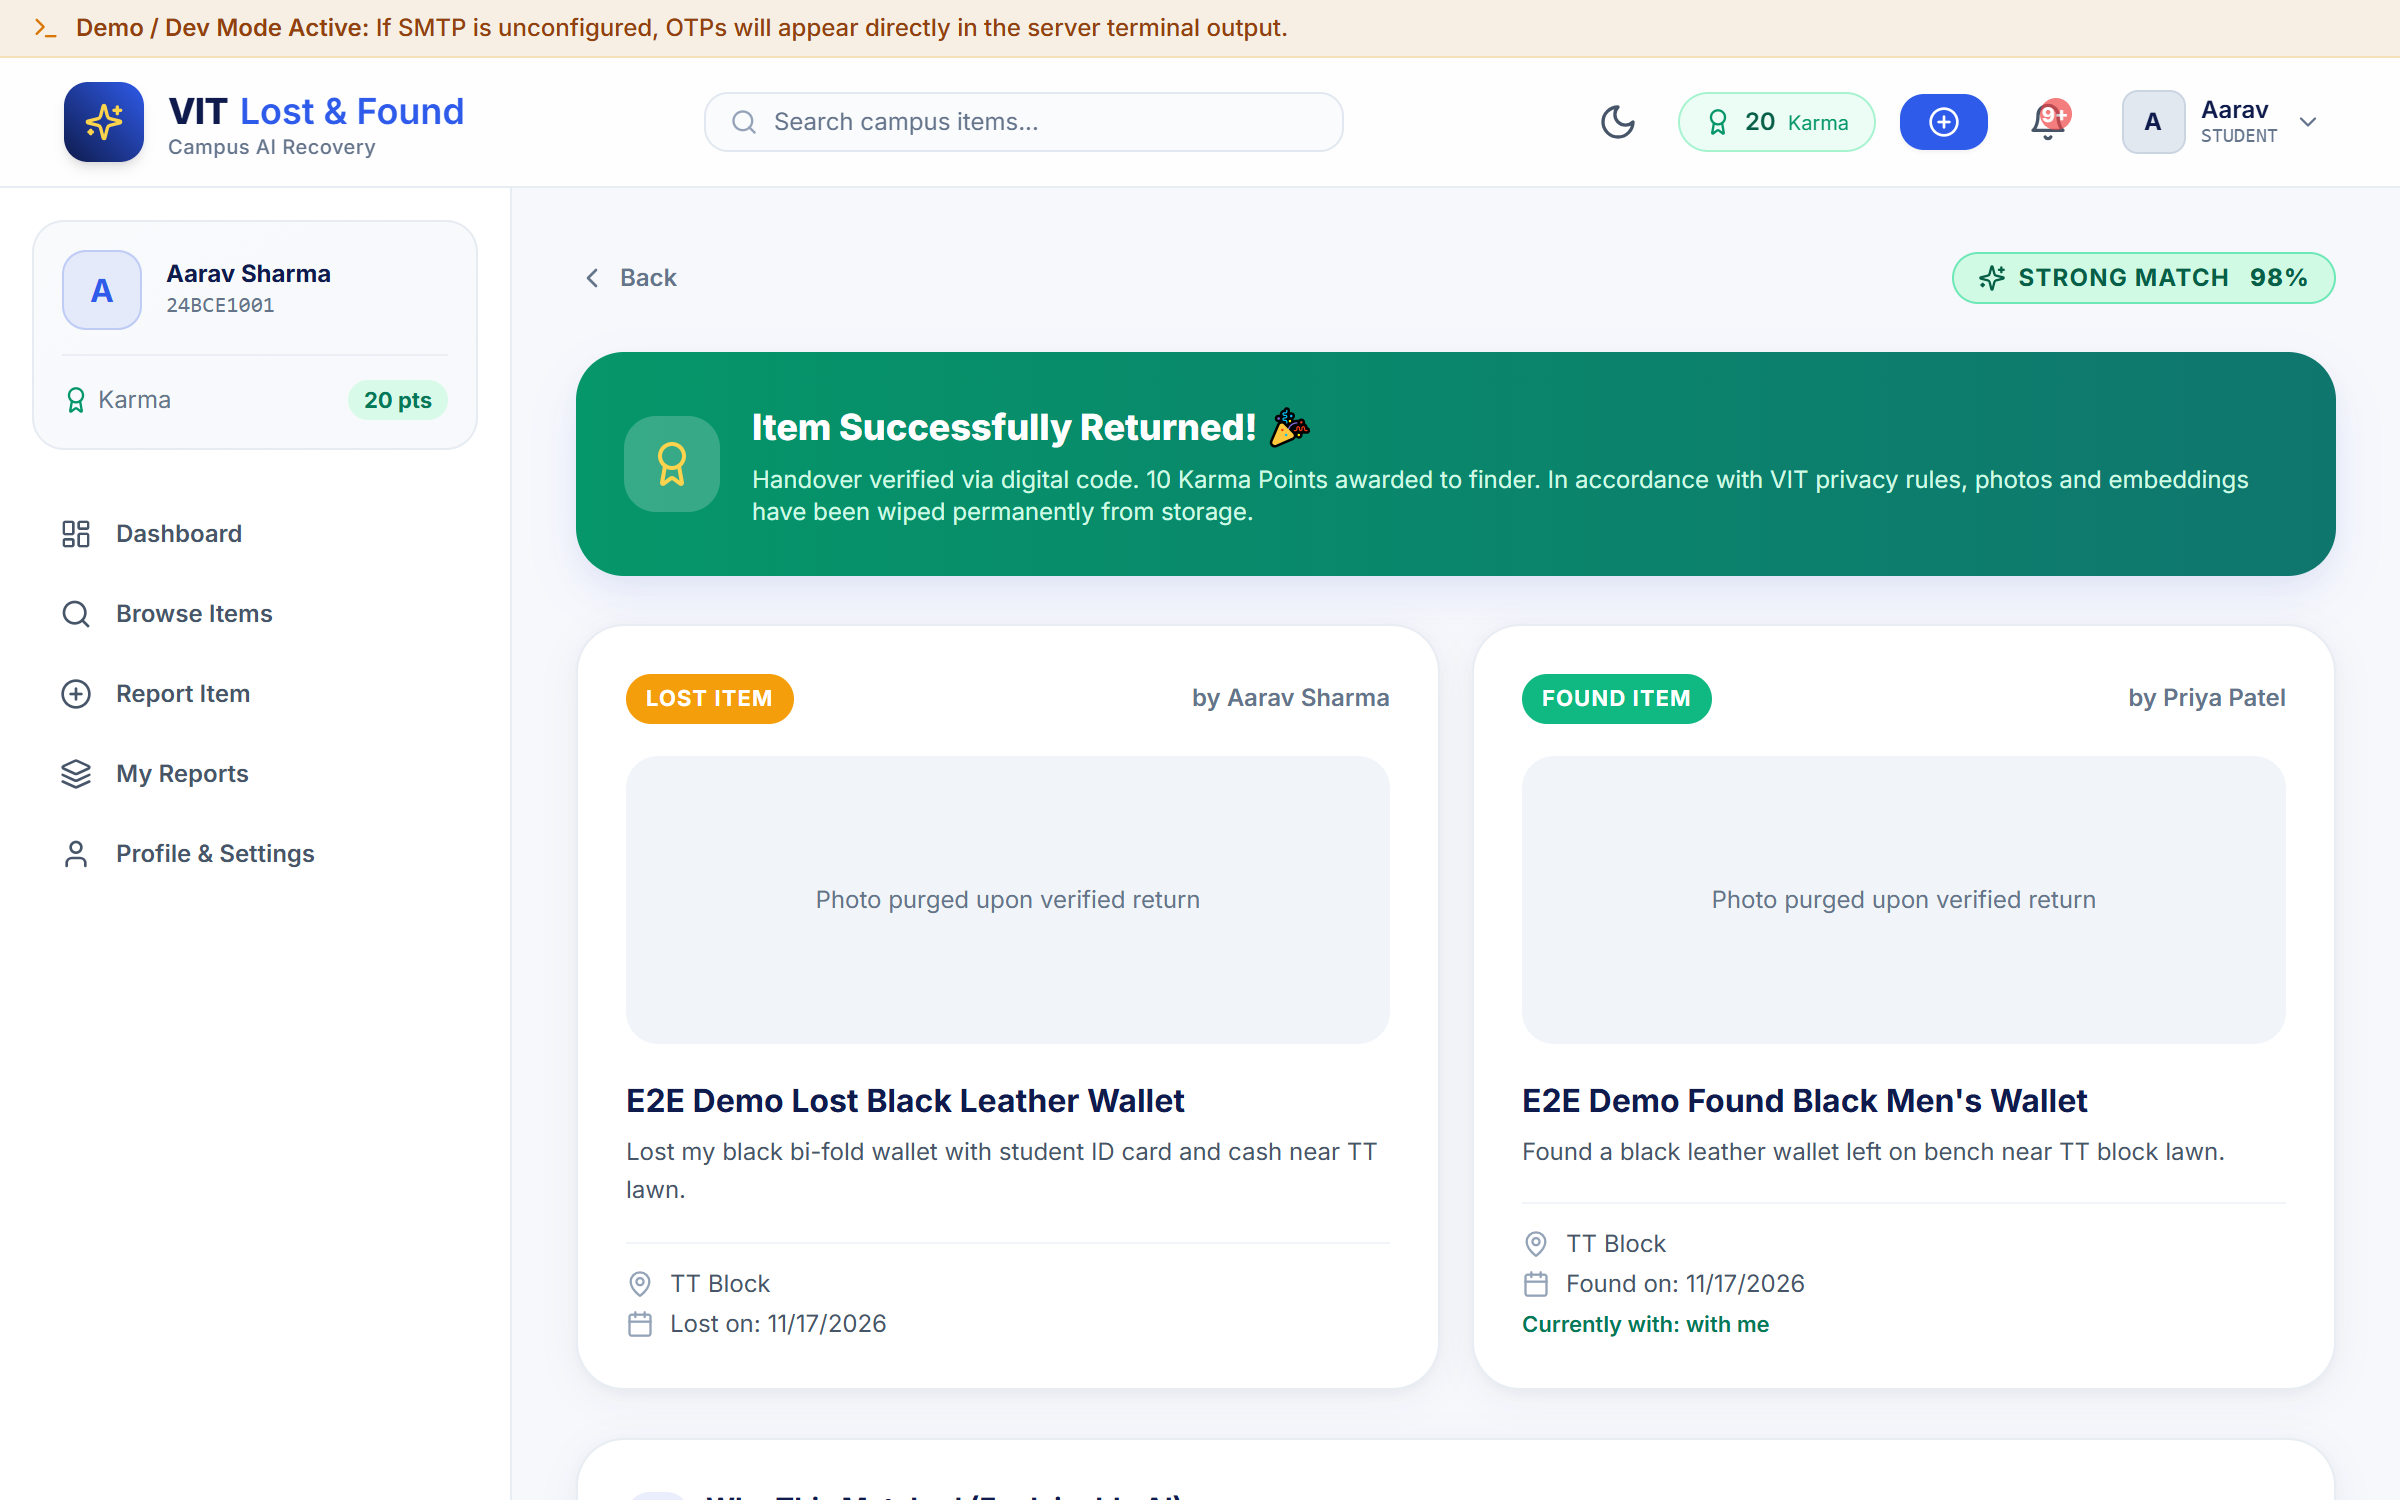 Demo / Dev Mode Active: If SMTP is unconfigured, OTPs will appear directly in the server terminal output.
VIT Lost & Found
Campus AI Recovery
Search campus items...
20 Karma
9+
A
Aarav
STUDENT
A
Aarav Sharma
24BCE1001
Karma
20 pts
Dashboard
Browse Items
Report Item
My Reports
Profile & Settings
Back
STRONG MATCH 98%
Item Successfully Returned! 🎉
Handover verified via digital code. 10 Karma Points awarded to finder. In accordance with VIT privacy rules, photos and embeddings
have been wiped permanently from storage.
LOST ITEM
by Aarav Sharma
Photo purged upon verified return
E2E Demo Lost Black Leather Wallet
Lost my black bi-fold wallet with student ID card and cash near TT
lawn.
TT Block
Lost on: 11/17/2026
FOUND ITEM
by Priya Patel
Photo purged upon verified return
E2E Demo Found Black Men's Wallet
Found a black leather wallet left on bench near TT block lawn.
TT Block
Found on: 11/17/2026
Currently with: with me
Why This Matched (Explainable AI)